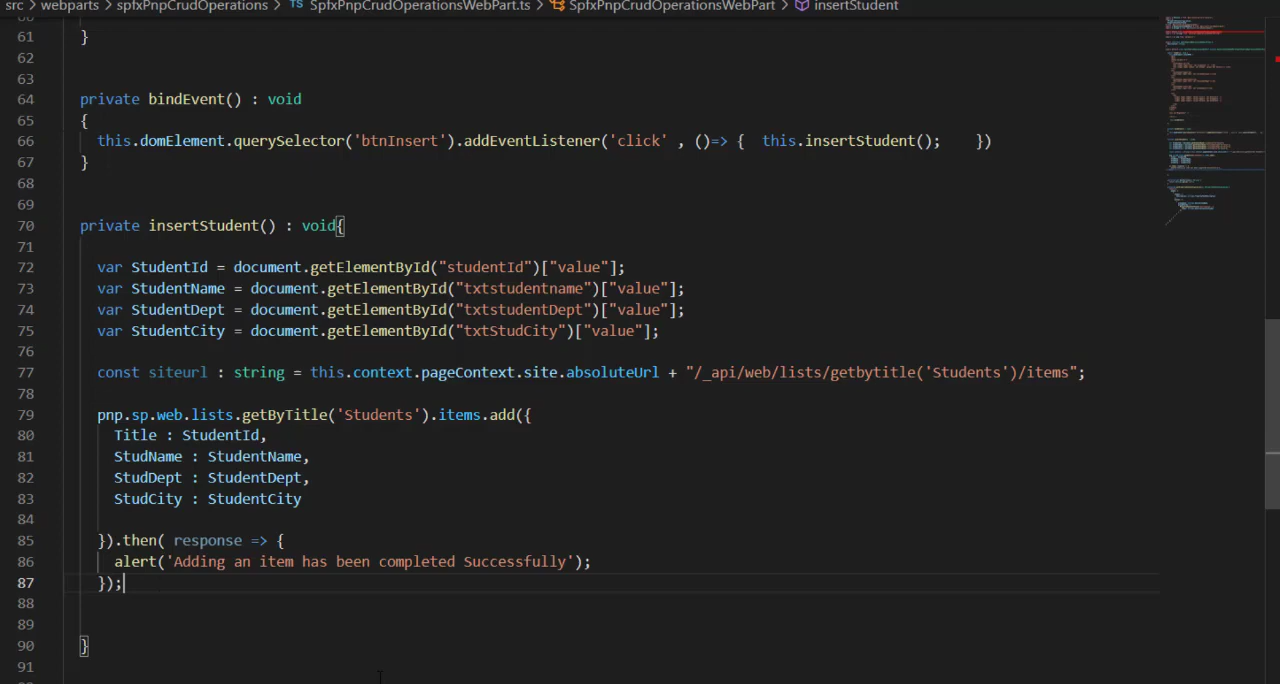 src > webparts > spfxPnpCrudOperations > TS SpfxPnpCrudOperationsWebPart.ts > SpfxPnpCrudOperationsWebPart > insertStudent
61 }
62
63
64 private bindEvent() : void
65 {
66 this.domElement.querySelector('btnInsert').addEventListener('click' , ()=> { this.insertStudent(); })
67 }
68
69
70 private insertStudent() : void{
71
72 var StudentId = document.getElementById("studentId")["value"];
73 var StudentName = document.getElementById("txtstudentname")["value"];
74 var StudentDept = document.getElementById("txtstudentDept")["value"];
75 var StudentCity = document.getElementById("txtStudCity")["value"];
76
77 const siteurl : string = this.context.pageContext.site.absoluteUrl + "/_api/web/lists/getbytitle('Students')/items";
78
79 pnp.sp.web.lists.getByTitle('Students').items.add({
80 Title : StudentId,
81 StudName : StudentName,
82 StudDept : StudentDept,
83 StudCity : StudentCity
84
85 }).then( response => {
86 alert('Adding an item has been completed Successfully');
87 });
88
89
90 }
91